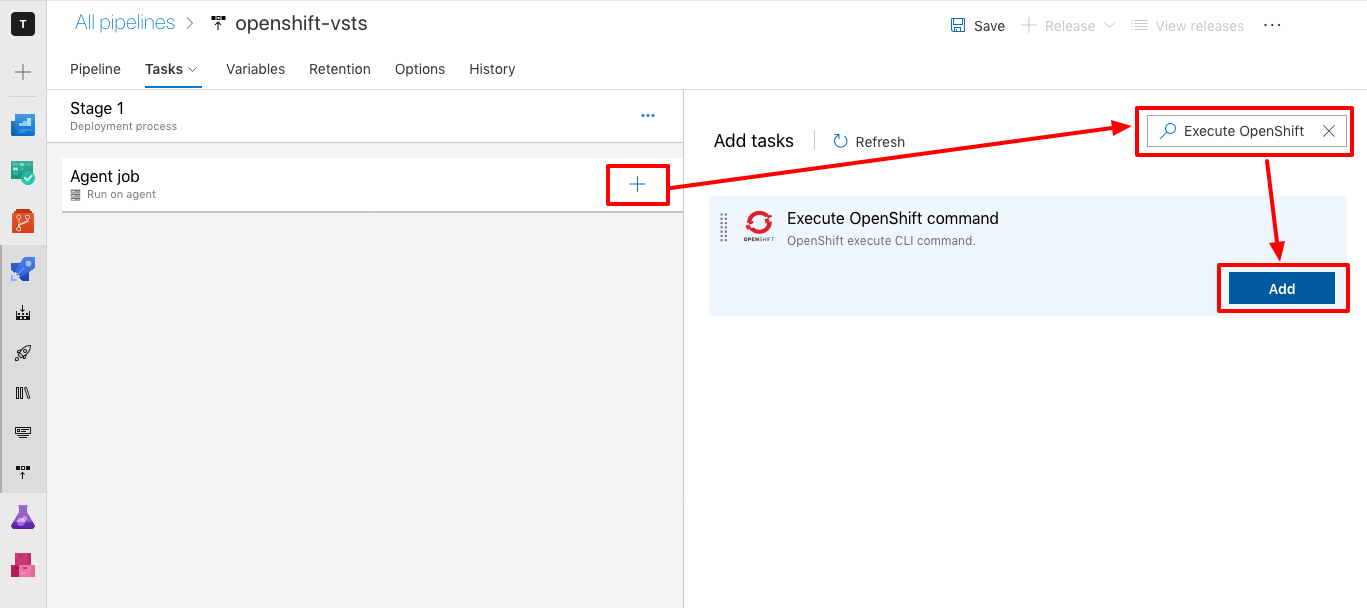 T
All pipelines
openshift-vsts
Save
Release
View releases
Pipeline
Tasks
Variables
Retention
Options
History
Stage 1
Deployment process
Agent job
Run on agent
Add tasks
Refresh
Execute OpenShift
Execute OpenShift command
OpenShift execute CLI command.
OPENSHIFT
Add